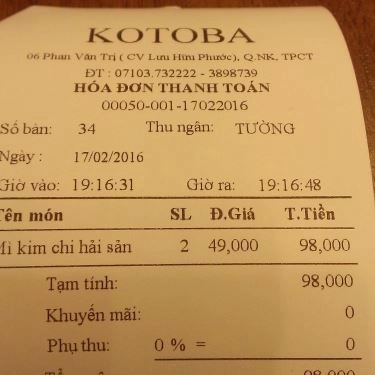 KOTOBA
06 Phan Văn Trị ( CV Lưu Hữu Phước), Q.NK, TPCT
ĐT : 07103.732222 - 3898739
HÓA ĐƠN THANH TOÁN
00050-001-17022016
Số bàn: 34 Thu ngân: TƯỜNG
Ngày : 17/02/2016
Giờ vào: 19:16:31 Giờ ra: 19:16:48
Tên món SL Đ.Giá T.Tiền
Mì kim chi hải sản 2 49,000 98,000
Tạm tính: 98,000
Khuyến mãi: 0
Phụ thu: 0 % = 0
98,000